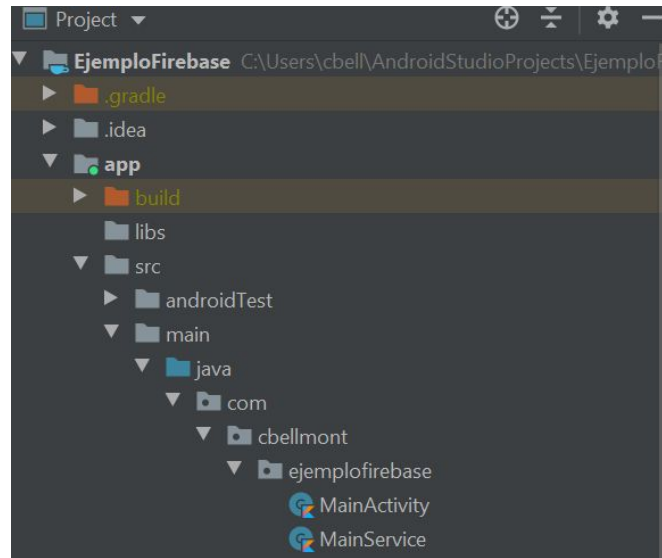 Project
EjemploFirebase C:\Users\cbell\AndroidStudioProjects\EjemploF
.gradle
.idea
app
build
libs
src
androidTest
main
java
com
cbellmont
ejemplofirebase
MainActivity
MainService